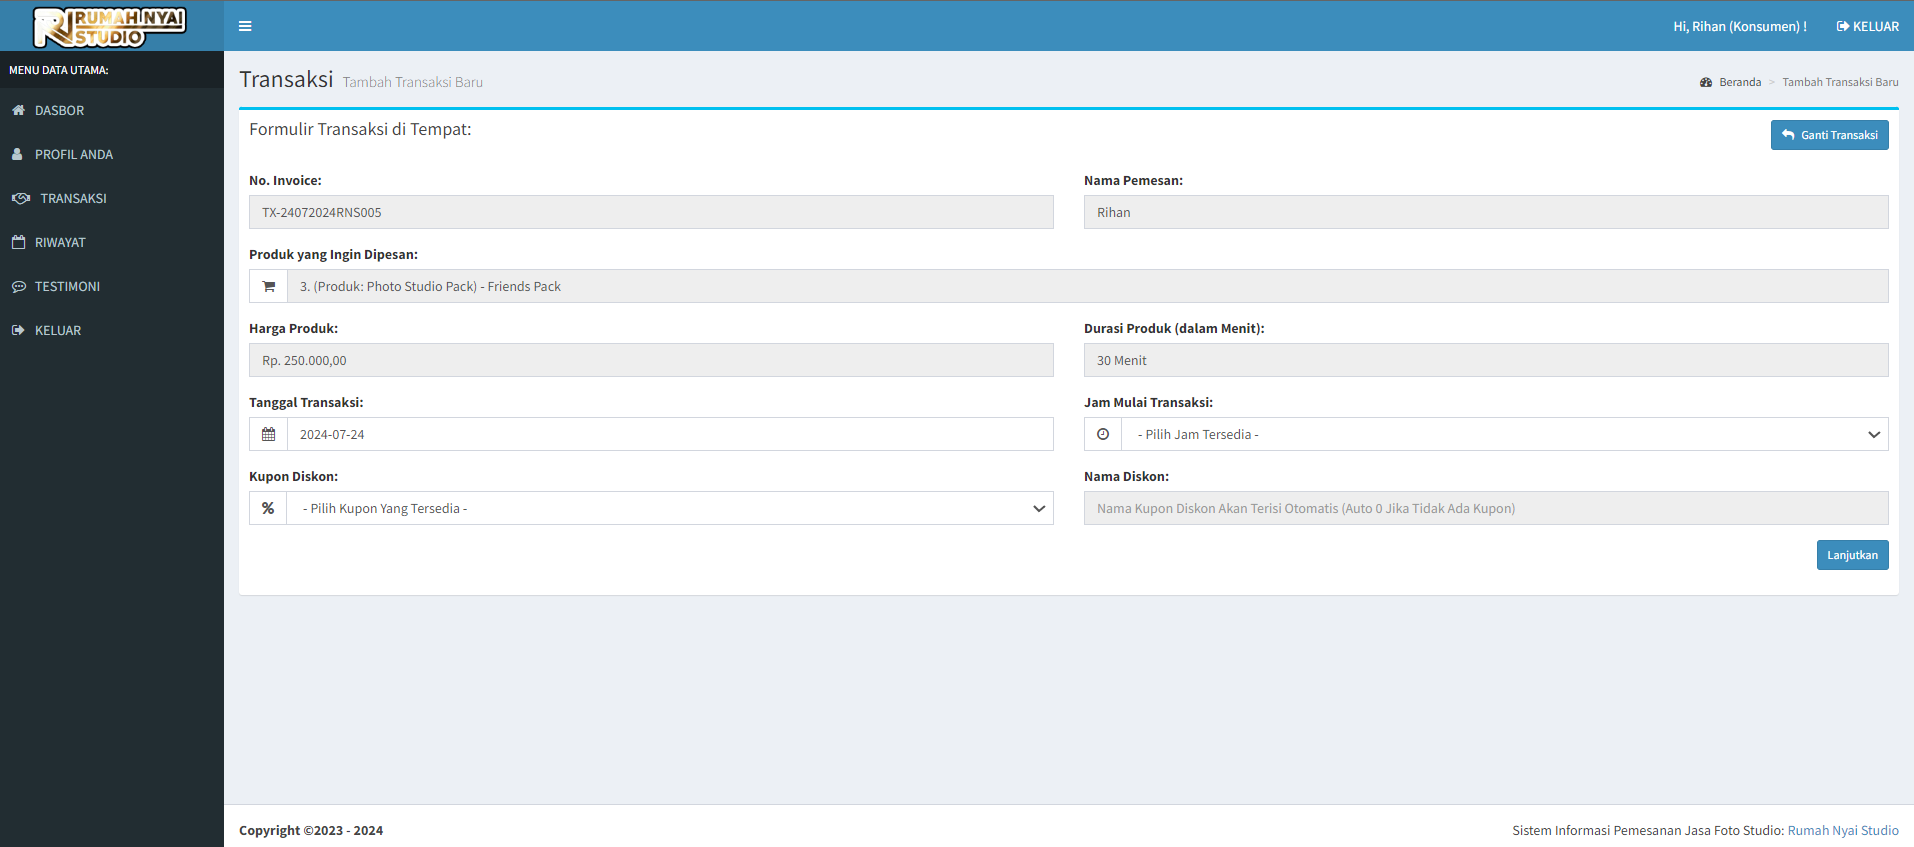 RUMAH NYAI
STUDIO
Hi, Rihan (Konsumen) !
KELUAR
MENU DATA UTAMA:
DASBOR
PROFIL ANDA
TRANSAKSI
RIWAYAT
TESTIMONI
KELUAR
Transaksi Tambah Transaksi Baru
Beranda > Tambah Transaksi Baru
Formulir Transaksi di Tempat:
Ganti Transaksi
No. Invoice:
TX-24072024RNS005
Nama Pemesan:
Rihan
Produk yang Ingin Dipesan:
3. (Produk: Photo Studio Pack) - Friends Pack
Harga Produk:
Rp. 250.000,00
Durasi Produk (dalam Menit):
30 Menit
Tanggal Transaksi:
2024-07-24
Jam Mulai Transaksi:
- Pilih Jam Tersedia -
Kupon Diskon:
% - Pilih Kupon Yang Tersedia -
Nama Diskon:
Nama Kupon Diskon Akan Terisi Otomatis (Auto 0 Jika Tidak Ada Kupon)
Lanjutkan
Copyright ©2023 - 2024
Sistem Informasi Pemesanan Jasa Foto Studio: Rumah Nyai Studio